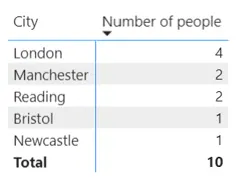 City Number of people
London 4
Manchester 2
Reading 2
Bristol 1
Newcastle 1
Total 10